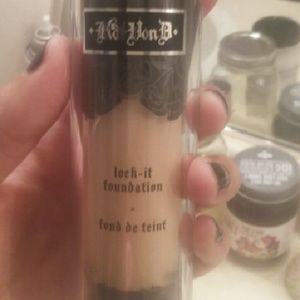 ·Kat Von D·
lock-it
foundation
-
fond de teint